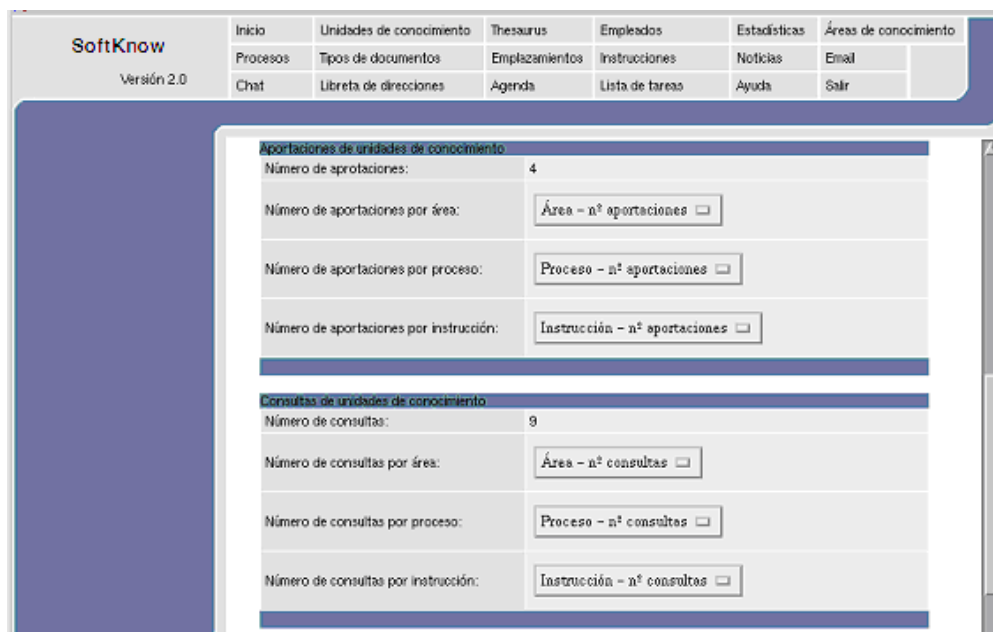 SoftKnow
Versión 2.0
Inicio Unidades de conocimiento Thesaurus Empleados Estadísticas Áreas de conocimiento
Procesos Tipos de documentos Emplazamientos Instrucciones Noticias Email
Chat Libreta de direcciones Agenda Lista de tareas Ayuda Salir
Aportaciones de unidades de conocimiento
Número de aprotaciones: 4
Número de aportaciones por área: Área - nº aportaciones
Número de aportaciones por proceso: Proceso - nº aportaciones
Número de aportaciones por instrucción: Instrucción - nº aportaciones
Consultas de unidades de conocimiento
Número de consultas: 9
Número de consultas por área: Área - nº consultas
Número de consultas por proceso: Proceso - nº consultas
Número de consultas por instrucción: Instrucción - nº consultas